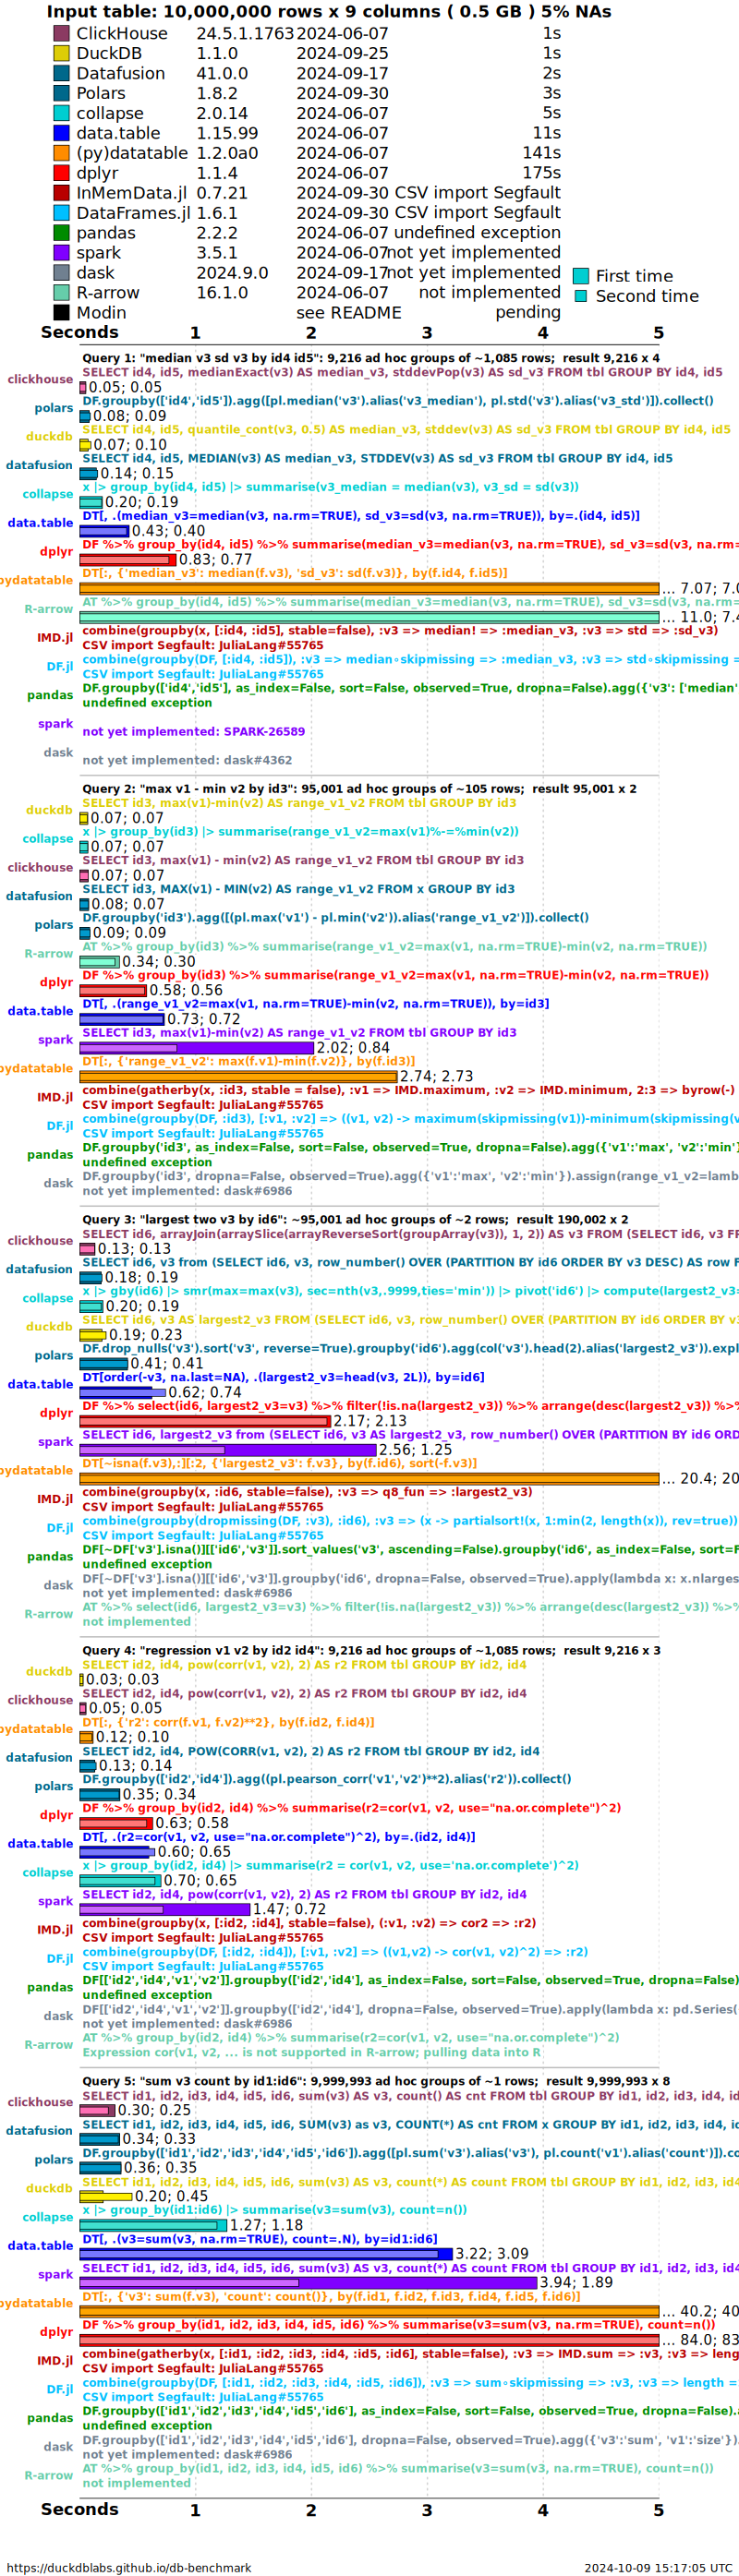 Input table: 10,000,000 rows x 9 columns ( 0.5 GB ) 5% NAs
ClickHouse 24.5.1.1763 2024-06-07 1s
DuckDB 1.1.0 2024-09-25 1s
Datafusion 41.0.0 2024-09-17 2s
Polars 1.8.2 2024-09-30 3s
collapse 2.0.14 2024-06-07 5s
data.table 1.15.99 2024-06-07 11s
(py)datatable 1.2.0a0 2024-06-07 141s
dplyr 1.1.4 2024-06-07 175s
InMemData.jl 0.7.21 2024-09-30 CSV import Segfault
DataFrames.jl 1.6.1 2024-09-30 CSV import Segfault
pandas 2.2.2 2024-06-07 undefined exception
spark 3.5.1 2024-06-07 not yet implemented
dask 2024.9.0 2024-09-17 not yet implemented
R-arrow 16.1.0 2024-06-07 not implemented
Modin see README pending
First time
Second time
Seconds 1 2 3 4 5
Query 1: "median v3 sd v3 by id4 id5": 9,216 ad hoc groups of ~1,085 rows; result 9,216 x 4
clickhouse SELECT id4, id5, medianExact(v3) AS median_v3, stddevPop(v3) AS sd_v3 FROM tbl GROUP BY id4, id5
0.05; 0.05
polars DF.groupby(['id4','id5']).agg([pl.median('v3').alias('v3_median'), pl.std('v3').alias('v3_std')]).collect()
0.08; 0.09
duckdb SELECT id4, id5, quantile_cont(v3, 0.5) AS median_v3, stddev(v3) AS sd_v3 FROM tbl GROUP BY id4, id5
0.07; 0.10
datafusion SELECT id4, id5, MEDIAN(v3) AS median_v3, STDDEV(v3) AS sd_v3 FROM tbl GROUP BY id4, id5
0.14; 0.15
collapse x |> group_by(id4, id5) |> summarise(v3_median = median(v3), v3_sd = sd(v3))
0.20; 0.19
data.table DT[, .(median_v3=median(v3, na.rm=TRUE), sd_v3=sd(v3, na.rm=TRUE)), by=.(id4, id5)]
0.43; 0.40
dplyr DF %>% group_by(id4, id5) %>% summarise(median_v3=median(v3, na.rm=TRUE), sd_v3=sd(v3, na.rm=
0.83; 0.77
pydatatable DT[:, {'median_v3': median(f.v3), 'sd_v3': sd(f.v3)}, by(f.id4, f.id5)]
... 7.07; 7.0
R-arrow AT %>% group_by(id4, id5) %>% summarise(median_v3=median(v3, na.rm=TRUE), sd_v3=sd(v3, na.rm=
... 11.0; 7.4
IMD.jl combine(groupby(x, [:id4, :id5], stable=false), :v3 => median! => :median_v3, :v3 => std => :sd_v3)
CSV import Segfault: JuliaLang#55765
DF.jl combine(groupby(DF, [:id4, :id5]), :v3 => median∘skipmissing => :median_v3, :v3 => std∘skipmissing =
CSV import Segfault: JuliaLang#55765
pandas DF.groupby(['id4','id5'], as_index=False, sort=False, observed=True, dropna=False).agg({'v3': ['median'
undefined exception
spark not yet implemented: SPARK-26589
dask not yet implemented: dask#4362
Query 2: "max v1 - min v2 by id3": 95,001 ad hoc groups of ~105 rows; result 95,001 x 2
duckdb SELECT id3, max(v1)-min(v2) AS range_v1_v2 FROM tbl GROUP BY id3
0.07; 0.07
collapse x |> group_by(id3) |> summarise(range_v1_v2=max(v1)%-=%min(v2))
0.07; 0.07
clickhouse SELECT id3, max(v1) - min(v2) AS range_v1_v2 FROM tbl GROUP BY id3
0.07; 0.07
datafusion SELECT id3, MAX(v1) - MIN(v2) AS range_v1_v2 FROM x GROUP BY id3
0.08; 0.07
polars DF.groupby('id3').agg([(pl.max('v1') - pl.min('v2')).alias('range_v1_v2')]).collect()
0.09; 0.09
R-arrow AT %>% group_by(id3) %>% summarise(range_v1_v2=max(v1, na.rm=TRUE)-min(v2, na.rm=TRUE))
0.34; 0.30
dplyr DF %>% group_by(id3) %>% summarise(range_v1_v2=max(v1, na.rm=TRUE)-min(v2, na.rm=TRUE))
0.58; 0.56
data.table DT[, .(range_v1_v2=max(v1, na.rm=TRUE)-min(v2, na.rm=TRUE)), by=id3]
0.73; 0.72
spark SELECT id3, max(v1)-min(v2) AS range_v1_v2 FROM tbl GROUP BY id3
2.02; 0.84
pydatatable DT[:, {'range_v1_v2': max(f.v1)-min(f.v2)}, by(f.id3)]
2.74; 2.73
IMD.jl combine(gatherby(x, :id3, stable = false), :v1 => IMD.maximum, :v2 => IMD.minimum, 2:3 => byrow(-)
CSV import Segfault: JuliaLang#55765
DF.jl combine(groupby(DF, :id3), [:v1, :v2] => ((v1, v2) -> maximum(skipmissing(v1))-minimum(skipmissing(v
CSV import Segfault: JuliaLang#55765
pandas DF.groupby('id3', as_index=False, sort=False, observed=True, dropna=False).agg({'v1':'max', 'v2':'min'}
undefined exception
dask DF.groupby('id3', dropna=False, observed=True).agg({'v1':'max', 'v2':'min'}).assign(range_v1_v2=lamb
not yet implemented: dask#6986
Query 3: "largest two v3 by id6": ~95,001 ad hoc groups of ~2 rows; result 190,002 x 2
clickhouse SELECT id6, arrayJoin(arraySlice(arrayReverseSort(groupArray(v3)), 1, 2)) AS v3 FROM (SELECT id6, v3 FR
0.13; 0.13
datafusion SELECT id6, v3 from (SELECT id6, v3, row_number() OVER (PARTITION BY id6 ORDER BY v3 DESC) AS row F
0.18; 0.19
collapse x |> gby(id6) |> smr(max=max(v3), sec=nth(v3,.9999,ties='min')) |> pivot('id6') |> compute(largest2_v3=
0.20; 0.19
duckdb SELECT id6, v3 AS largest2_v3 FROM (SELECT id6, v3, row_number() OVER (PARTITION BY id6 ORDER BY v3
0.19; 0.23
polars DF.drop_nulls('v3').sort('v3', reverse=True).groupby('id6').agg(col('v3').head(2).alias('largest2_v3')).expl
0.41; 0.41
data.table DT[order(-v3, na.last=NA), .(largest2_v3=head(v3, 2L)), by=id6]
0.62; 0.74
dplyr DF %>% select(id6, largest2_v3=v3) %>% filter(!is.na(largest2_v3)) %>% arrange(desc(largest2_v3)) %>%
2.17; 2.13
spark SELECT id6, largest2_v3 from (SELECT id6, v3 AS largest2_v3, row_number() OVER (PARTITION BY id6 ORD
2.56; 1.25
pydatatable DT[~isna(f.v3),:][:2, {'largest2_v3': f.v3}, by(f.id6), sort(-f.v3)]
... 20.4; 20
IMD.jl combine(groupby(x, :id6, stable=false), :v3 => q8_fun => :largest2_v3)
CSV import Segfault: JuliaLang#55765
DF.jl combine(groupby(dropmissing(DF, :v3), :id6), :v3 => (x -> partialsort!(x, 1:min(2, length(x)), rev=true))
CSV import Segfault: JuliaLang#55765
pandas DF[~DF['v3'].isna()][['id6','v3']].sort_values('v3', ascending=False).groupby('id6', as_index=False, sort=F
undefined exception
dask DF[~DF['v3'].isna()][['id6','v3']].groupby('id6', dropna=False, observed=True).apply(lambda x: x.nlarges
not yet implemented: dask#6986
R-arrow AT %>% select(id6, largest2_v3=v3) %>% filter(!is.na(largest2_v3)) %>% arrange(desc(largest2_v3)) %>%
not implemented
Query 4: "regression v1 v2 by id2 id4": 9,216 ad hoc groups of ~1,085 rows; result 9,216 x 3
duckdb SELECT id2, id4, pow(corr(v1, v2), 2) AS r2 FROM tbl GROUP BY id2, id4
0.03; 0.03
clickhouse SELECT id2, id4, pow(corr(v1, v2), 2) AS r2 FROM tbl GROUP BY id2, id4
0.05; 0.05
pydatatable DT[:, {'r2': corr(f.v1, f.v2)**2}, by(f.id2, f.id4)]
0.12; 0.10
datafusion SELECT id2, id4, POW(CORR(v1, v2), 2) AS r2 FROM tbl GROUP BY id2, id4
0.13; 0.14
polars DF.groupby(['id2','id4']).agg((pl.pearson_corr('v1','v2')**2).alias('r2')).collect()
0.35; 0.34
dplyr DF %>% group_by(id2, id4) %>% summarise(r2=cor(v1, v2, use="na.or.complete")^2)
0.63; 0.58
data.table DT[, .(r2=cor(v1, v2, use="na.or.complete")^2), by=.(id2, id4)]
0.60; 0.65
collapse x |> group_by(id2, id4) |> summarise(r2 = cor(v1, v2, use='na.or.complete')^2)
0.70; 0.65
spark SELECT id2, id4, pow(corr(v1, v2), 2) AS r2 FROM tbl GROUP BY id2, id4
1.47; 0.72
IMD.jl combine(groupby(x, [:id2, :id4], stable=false), (:v1, :v2) => cor2 => :r2)
CSV import Segfault: JuliaLang#55765
DF.jl combine(groupby(DF, [:id2, :id4]), [:v1, :v2] => ((v1,v2) -> cor(v1, v2)^2) => :r2)
CSV import Segfault: JuliaLang#55765
pandas DF[['id2','id4','v1','v2']].groupby(['id2','id4'], as_index=False, sort=False, observed=True, dropna=False)
undefined exception
dask DF[['id2','id4','v1','v2']].groupby(['id2','id4'], dropna=False, observed=True).apply(lambda x: pd.Series(
not yet implemented: dask#6986
R-arrow AT %>% group_by(id2, id4) %>% summarise(r2=cor(v1, v2, use="na.or.complete")^2)
Expression cor(v1, v2, ... is not supported in R-arrow; pulling data into R
Query 5: "sum v3 count by id1:id6": 9,999,993 ad hoc groups of ~1 rows; result 9,999,993 x 8
clickhouse SELECT id1, id2, id3, id4, id5, id6, sum(v3) AS v3, count() AS cnt FROM tbl GROUP BY id1, id2, id3, id4, id
0.30; 0.25
datafusion SELECT id1, id2, id3, id4, id5, id6, SUM(v3) as v3, COUNT(*) AS cnt FROM x GROUP BY id1, id2, id3, id4, id
0.34; 0.33
polars DF.groupby(['id1','id2','id3','id4','id5','id6']).agg([pl.sum('v3').alias('v3'), pl.count('v1').alias('count')]).co
0.36; 0.35
duckdb SELECT id1, id2, id3, id4, id5, id6, sum(v3) AS v3, count(*) AS count FROM tbl GROUP BY id1, id2, id3, id4
0.20; 0.45
collapse x |> group_by(id1:id6) |> summarise(v3=sum(v3), count=n())
1.27; 1.18
data.table DT[, .(v3=sum(v3, na.rm=TRUE), count=.N), by=id1:id6]
3.22; 3.09
spark SELECT id1, id2, id3, id4, id5, id6, sum(v3) AS v3, count(*) AS count FROM tbl GROUP BY id1, id2, id3, id4
3.94; 1.89
pydatatable DT[:, {'v3': sum(f.v3), 'count': count()}, by(f.id1, f.id2, f.id3, f.id4, f.id5, f.id6)]
... 40.2; 40
dplyr DF %>% group_by(id1, id2, id3, id4, id5, id6) %>% summarise(v3=sum(v3, na.rm=TRUE), count=n())
... 84.0; 83
IMD.jl combine(gatherby(x, [:id1, :id2, :id3, :id4, :id5, :id6], stable=false), :v3 => IMD.sum => :v3, :v3 => leng
CSV import Segfault: JuliaLang#55765
DF.jl combine(groupby(DF, [:id1, :id2, :id3, :id4, :id5, :id6]), :v3 => sum∘skipmissing => :v3, :v3 => length =
CSV import Segfault: JuliaLang#55765
pandas DF.groupby(['id1','id2','id3','id4','id5','id6'], as_index=False, sort=False, observed=True, dropna=False).a
undefined exception
dask DF.groupby(['id1','id2','id3','id4','id5','id6'], dropna=False, observed=True).agg({'v3':'sum', 'v1':'size'})
not yet implemented: dask#6986
R-arrow AT %>% group_by(id1, id2, id3, id4, id5, id6) %>% summarise(v3=sum(v3, na.rm=TRUE), count=n())
not implemented
Seconds 1 2 3 4 5
https://duckdblabs.github.io/db-benchmark 2024-10-09 15:17:05 UTC